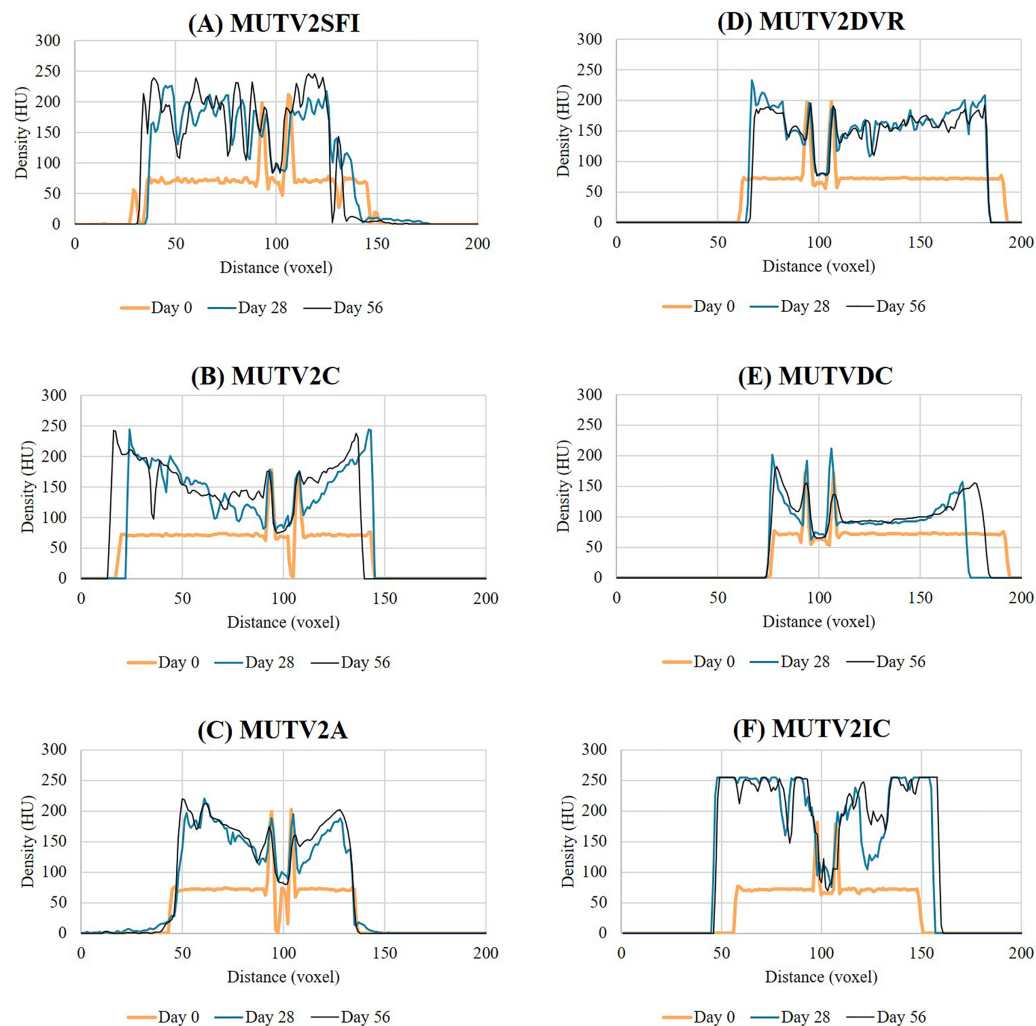 (A) MUTV2SFI
300
250
200
150
100
50
0
Density (HU)
0 50 100 150 200
Distance (voxel)
Day 0 Day 28 Day 56
(D) MUTV2DVR
300
250
200
150
100
50
0
Density (HU)
0 50 100 150 200
Distance (voxel)
Day 0 Day 28 Day 56
(B) MUTV2C
300
250
200
150
100
50
0
Density (HU)
0 50 100 150 200
Distance (voxel)
Day 0 Day 28 Day 56
(E) MUTVDC
300
250
200
150
100
50
0
Density (HU)
0 50 100 150 200
Distance (voxel)
Day 0 Day 28 Day 56
(C) MUTV2A
300
250
200
150
100
50
0
Density (HU)
0 50 100 150 200
Distance (voxel)
Day 0 Day 28 Day 56
(F) MUTV2IC
300
250
200
150
100
50
0
Density (HU)
0 50 100 150 200
Distance (voxel)
Day 0 Day 28 Day 56